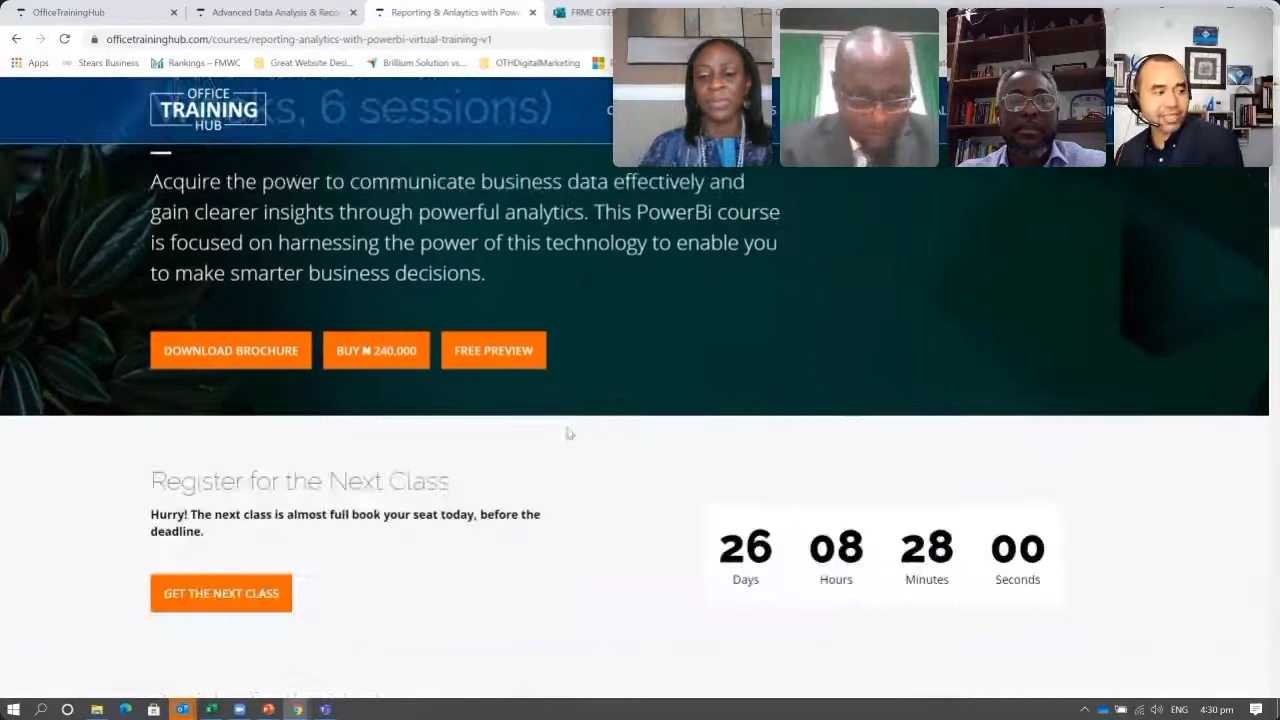 OfficeTrainingHub
Advanced Data Analysis & Reco
Reporting & Anlaytics with Pow
FRME OFF
officetraininghub.com/courses/reporting-analytics-with-powerbi-virtual-training-v1
Apps
Stears Business
Rankings – FMWC
Great Website Desi...
Brillium Solution vs...
OTHDigitalMarketing
OFFICE
TRAINING
HUB
ks, 6 sessions)
Acquire the power to communicate business data effectively and
gain clearer insights through powerful analytics. This PowerBi course
is focused on harnessing the power of this technology to enable you
to make smarter business decisions.
DOWNLOAD BROCHURE
BUY ₦ 240,000
FREE PREVIEW
Register for the Next Class
Hurry! The next class is almost full book your seat today, before the
deadline.
GET THE NEXT CLASS
26 08 28 00
Days Hours Minutes Seconds
ENG 4:30 pm